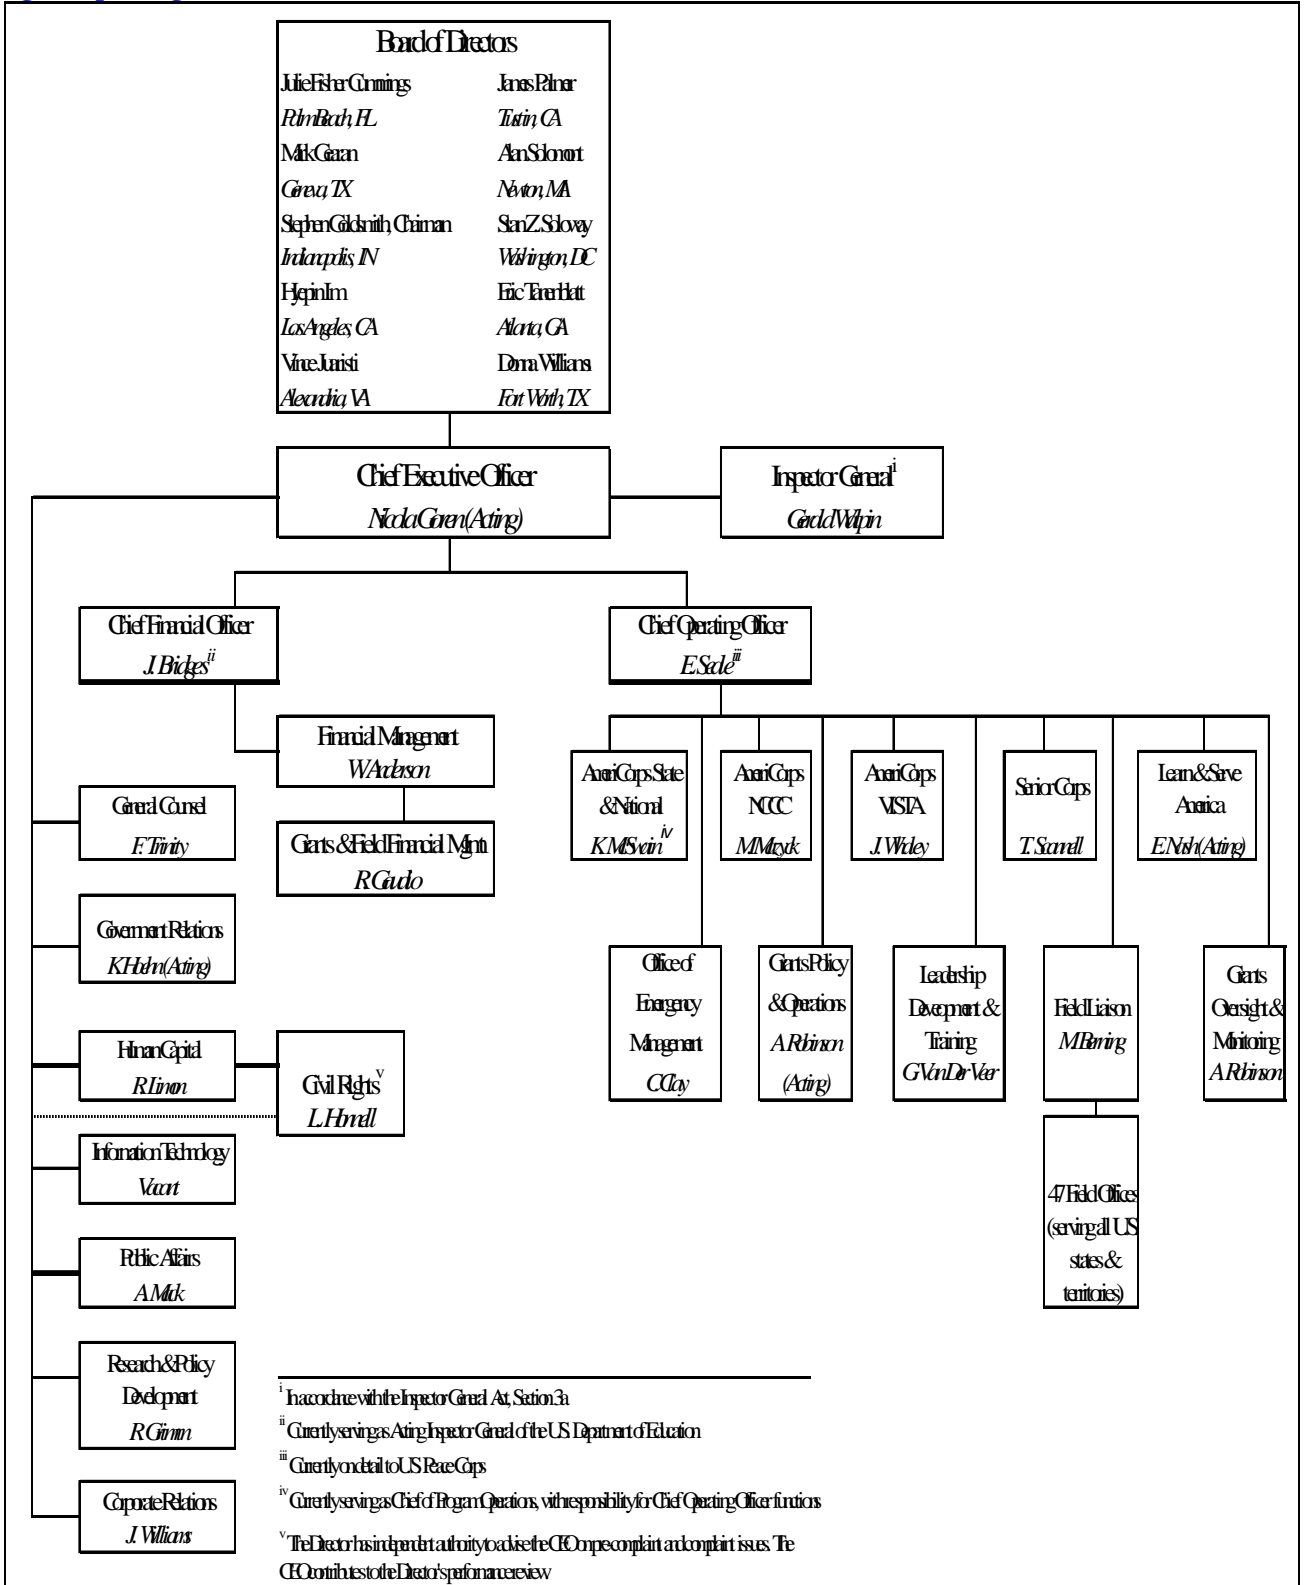 Board of Directors
Julie Fisher Cummings
James Palmer
Palm Beach, FL
Tustin, CA
Mark Gearan
Alan Solomont
Geneva, TX
Newton, MA
Stephen Goldsmith, Chairman
Stan Z. Soloway
Indianapolis, IN
Washington, DC
Hyepin Im
Eric Tanenblatt
Los Angeles, CA
Atlanta, GA
Vince Juaristi
Donna Williams
Alexandria, VA
Fort Worth, TX
Chief Executive Officer
Nicola Goren (Acting)
Inspector General i
Gerald Walpin
Chief Financial Officer
J. Bridges ii
Chief Operating Officer
E. Seale iii
Financial Management
W. Anderson
Grants & Field Financial Mgmt
R. Gaudio
General Counsel
F. Trinity
Government Relations
K. Hoehn (Acting)
Human Capital
R. Limon
Civil Rights v
L. Honnell
Information Technology
Vacant
Public Affairs
A. Mack
Research & Policy
Development
R. Grimm
Corporate Relations
J. Willians
AmeriCorps State
& National
K. McSwain iv
AmeriCorps
NCCC
M. Mozyck
AmeriCorps
VISTA
J. Whaley
Senior Corps
T. Scannell
Learn & Serve
America
E. Nash (Acting)
Office of
Emergency
Management
C. Clay
Grants Policy
& Operations
A. Robinson
(Acting)
Leadership
Development &
Training
G. Van Der Veer
Field Liaison
M. Berning
Grants
Oversight &
Monitoring
A. Robinson
47 Field Offices
(serving all US
states &
territories)
i In accordance with the Inspector General Act, Section 3a
ii Currently serving as Acting Inspector General of the U.S. Department of Education
iii Currently on detail to US Peace Corps
iv Currently serving as Chief of Program Operations, with responsibility for Chief Operating Officer functions
v The Director has independent authority to advise the CEO on pre-complaint and complaint issues. The
CEO contributes to the Director's performance review.